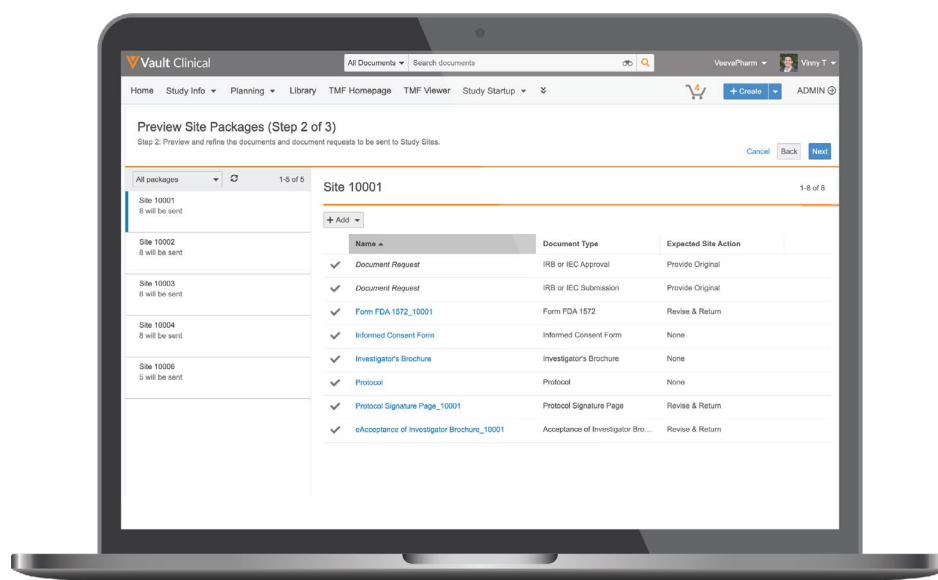 Vault Clinical
All Documents
Search documents
VeevaPharm
Vinny T
Home
Study Info
Planning
Library
TMF Homepage
TMF Viewer
Study Startup
4
+ Create
ADMIN
Preview Site Packages (Step 2 of 3)
Step 2: Preview and refine the documents and document requests to be sent to Study Sites.
Cancel
Back
Next
All packages
1-5 of 5
Site 10001
8 will be sent
Site 10002
8 will be sent
Site 10003
8 will be sent
Site 10004
8 will be sent
Site 10006
5 will be sent
Site 10001
1-8 of 8
+ Add
Name Document Type Expected Site Action
Document Request IRB or IEC Approval Provide Original
Document Request IRB or IEC Submission Provide Original
Form FDA 1572_10001 Form FDA 1572 Revise & Return
Informed Consent Form Informed Consent Form None
Investigator's Brochure Investigator's Brochure None
Protocol Protocol None
Protocol Signature Page_10001 Protocol Signature Page Revise & Return
eAcceptance of Investigator Brochure_10001 Acceptance of Investigator Bro... Revise & Return